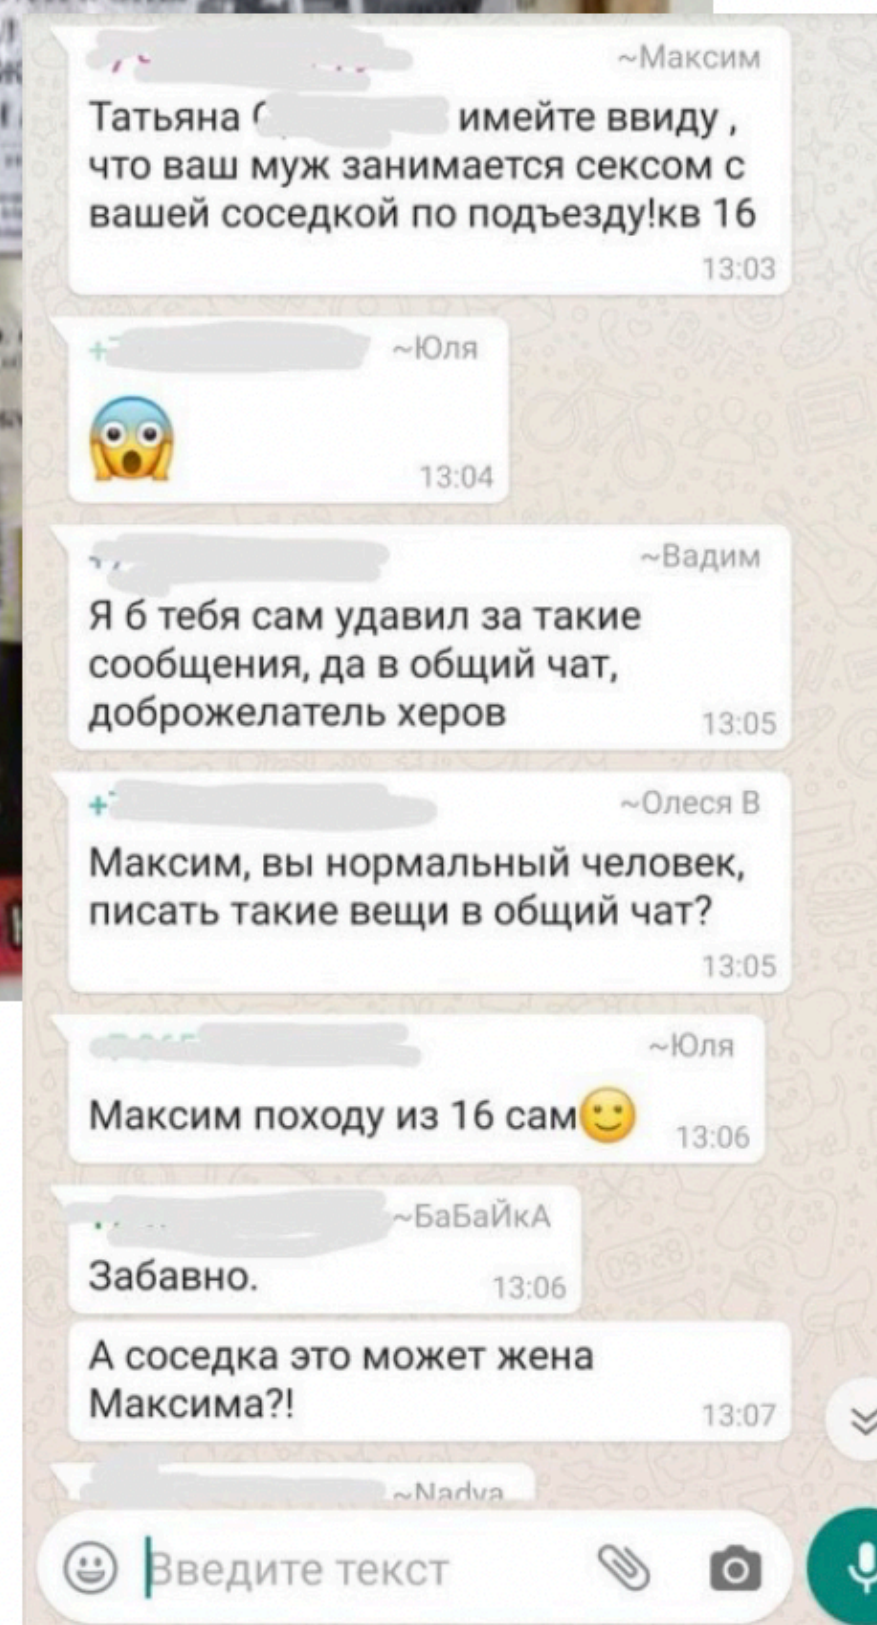 ~Максим
Татьяна имейте ввиду ,
что ваш муж занимается сексом с
вашей соседкой по подъезду!кв 16
13:03
+ ~Юля
😱
13:04
~Вадим
Я б тебя сам удавил за такие
сообщения, да в общий чат,
доброжелатель херов 13:05
+ ~Олеся В
Максим, вы нормальный человек,
писать такие вещи в общий чат?
13:05
~Юля
Максим походу из 16 сам🙂 13:06
~БаБаЙкА
Забавно. 13:06
А соседка это может жена
Максима?! 13:07
~Nadya
Введите текст